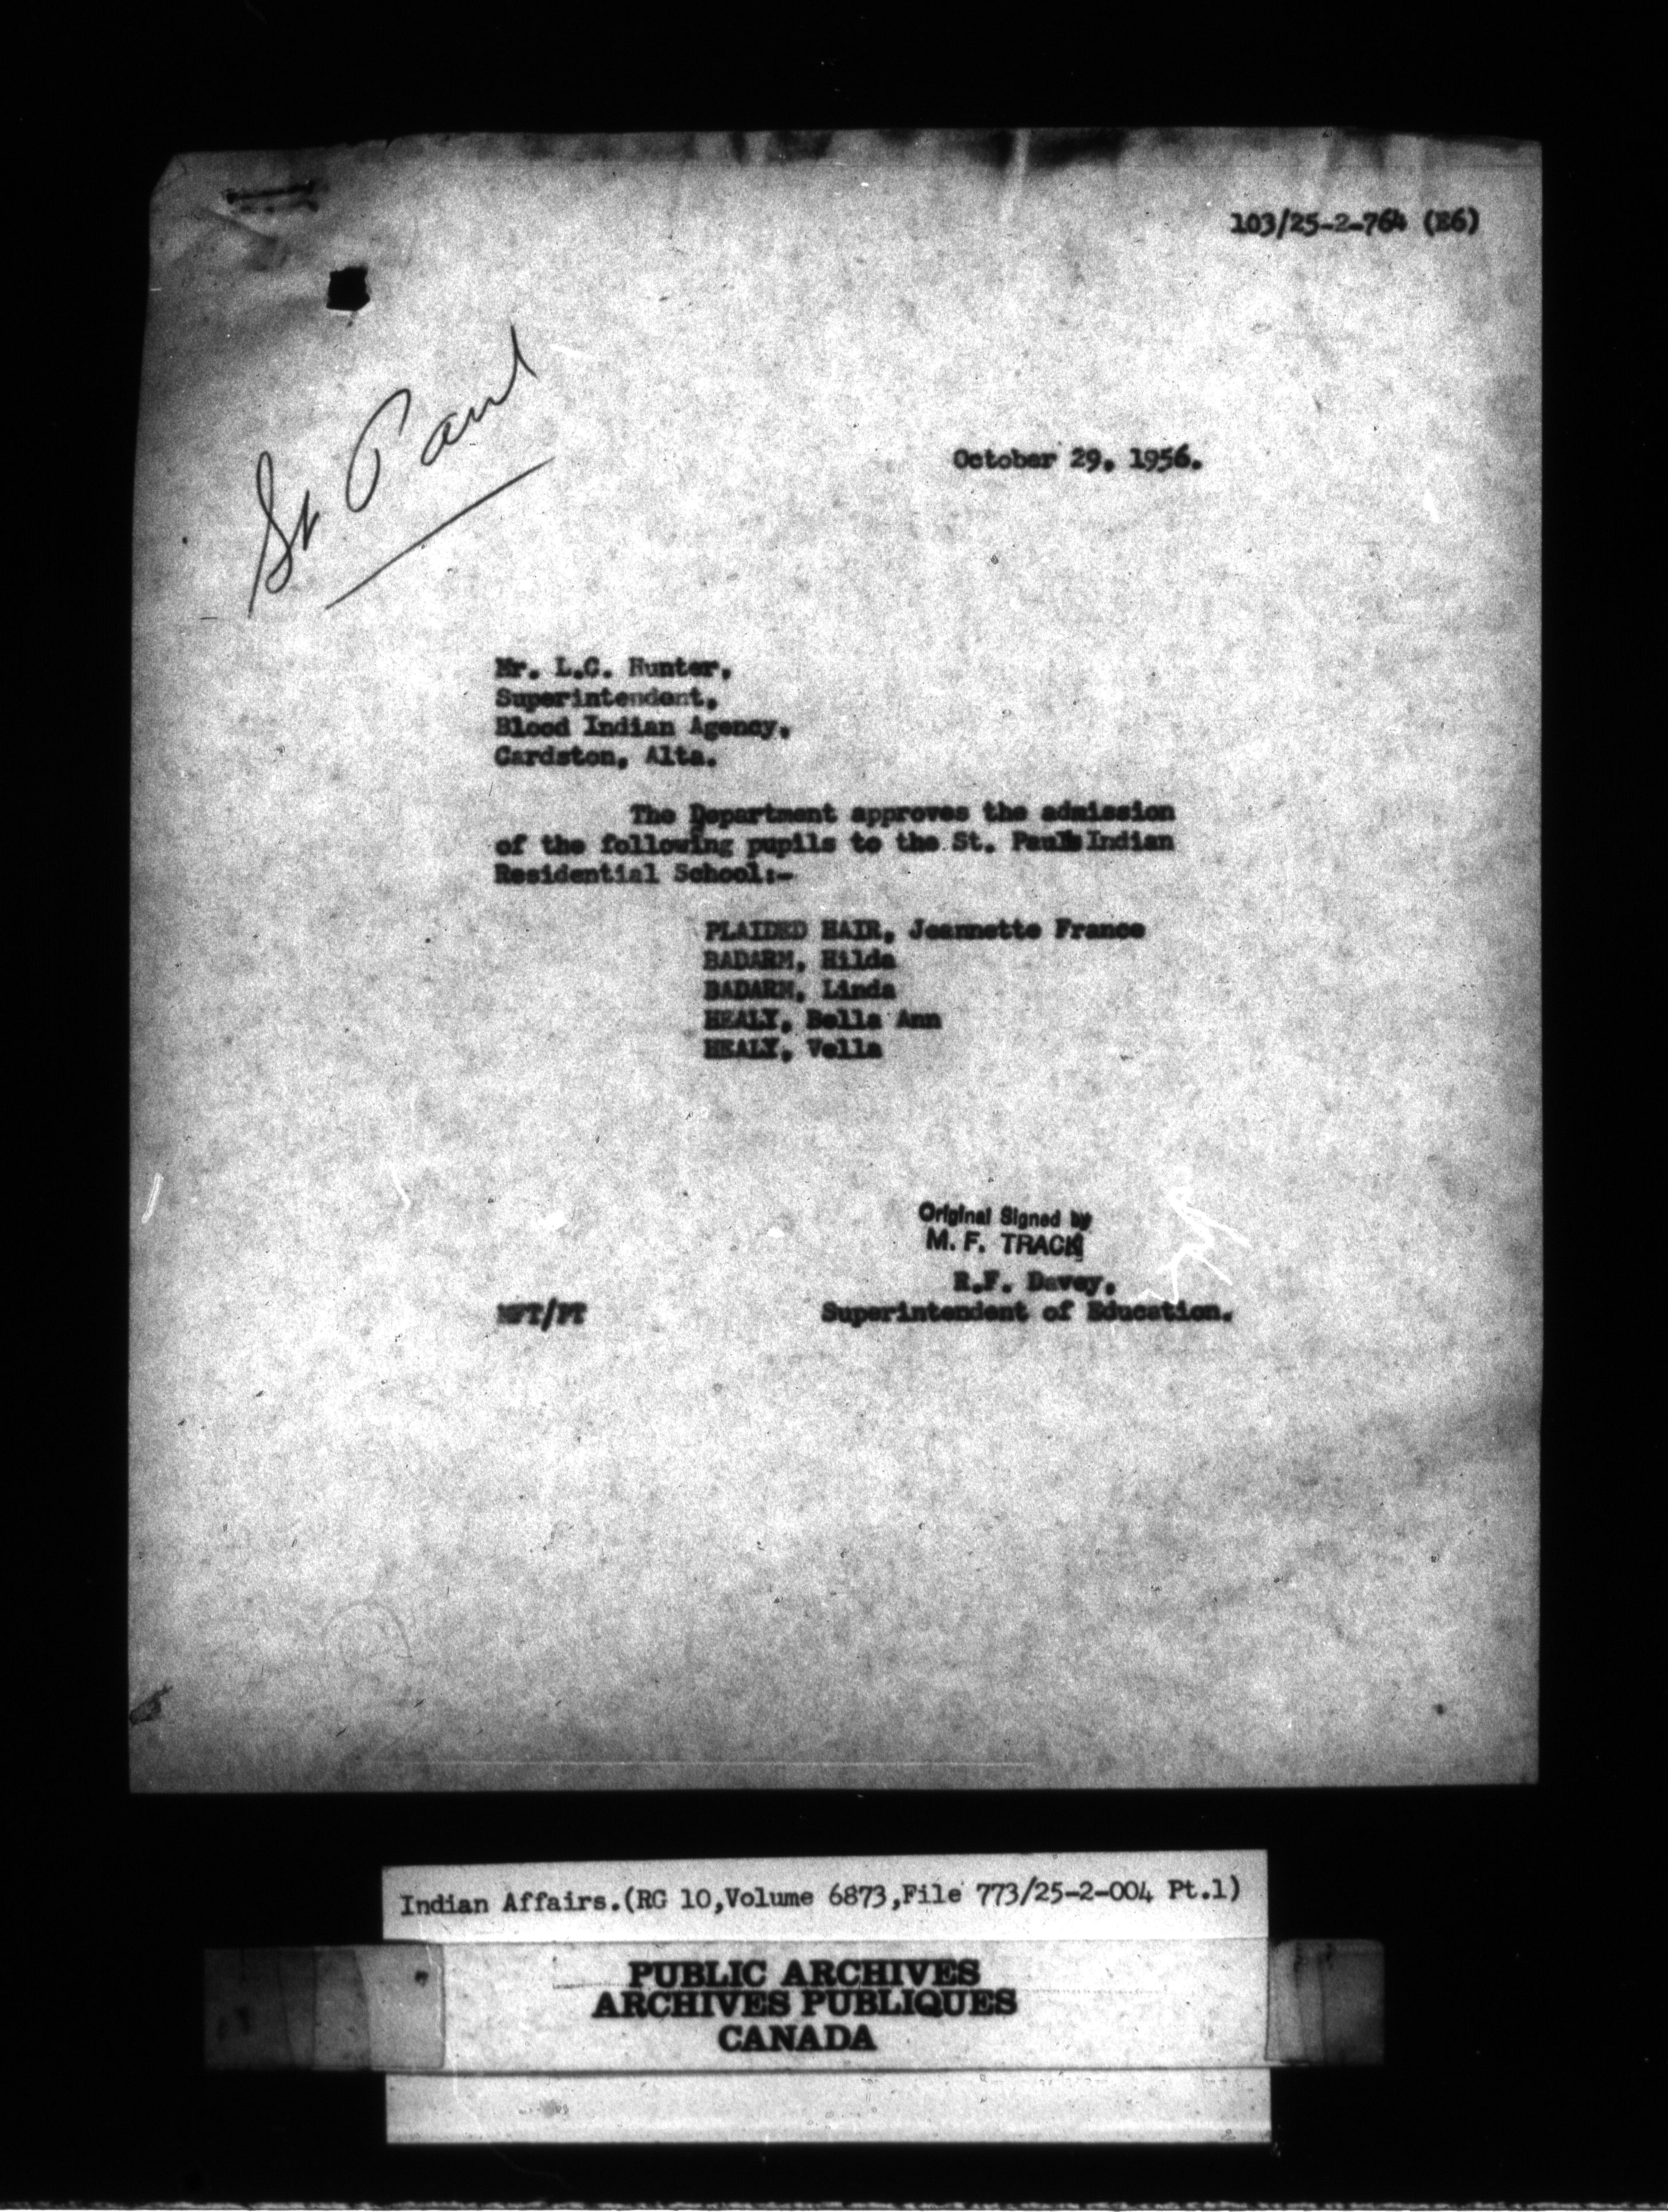 103/25-2-764 (E6)
St Paul
October 29, 1956.
Mr. L.C. Hunter,
Superintendent,
Blood Indian Agency,
Cardston, Alta.
The Department approves the admission
of the following pupils to the St. Pauls Indian
Residential School:-
PLAIDED HAIR, Jeannette France
BADARM, Hilda
BADARM, Linda
HEALY, Bella Ann
HEALY, Vella
Original Signed by
M. F. TRACY
R.F. Davey,
MFT/PT Superintendent of Education.
Indian Affairs.(RG 10,Volume 6873,File 773/25-2-004 Pt.1)
PUBLIC ARCHIVES
ARCHIVES PUBLIQUES
CANADA